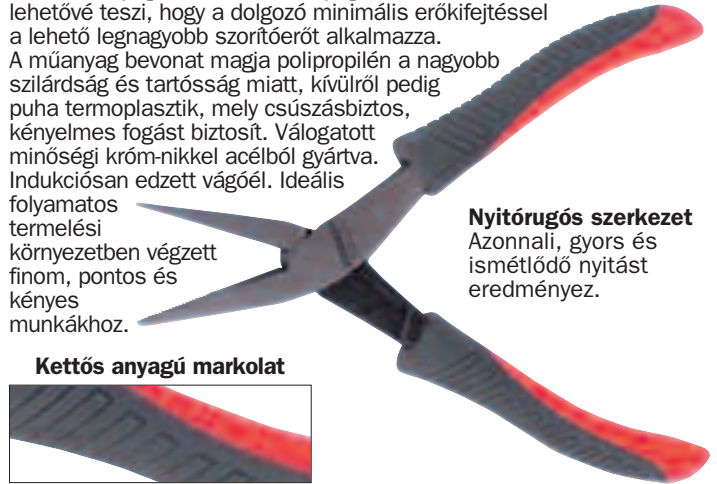 lehetővé teszi, hogy a dolgozó minimális erőkifejtéssel
a lehető legnagyobb szorítóerőt alkalmazza.
A műanyag bevonat magja polipropilén a nagyobb
szilárdság és tartósság miatt, kívülről pedig
puha termoplasztik, mely csúszásbiztos,
kényelmes fogást biztosít. Válogatott
minőségi króm-nikkel acélból gyártva.
Indukciósan edzett vágóél. Ideális
folyamatos
termelési
környezetben végzett
finom, pontos és
kényes
munkákhoz.
Nyitórugós szerkezet
Azonnali, gyors és
ismétlődő nyitást
eredményez.
Kettős anyagú markolat